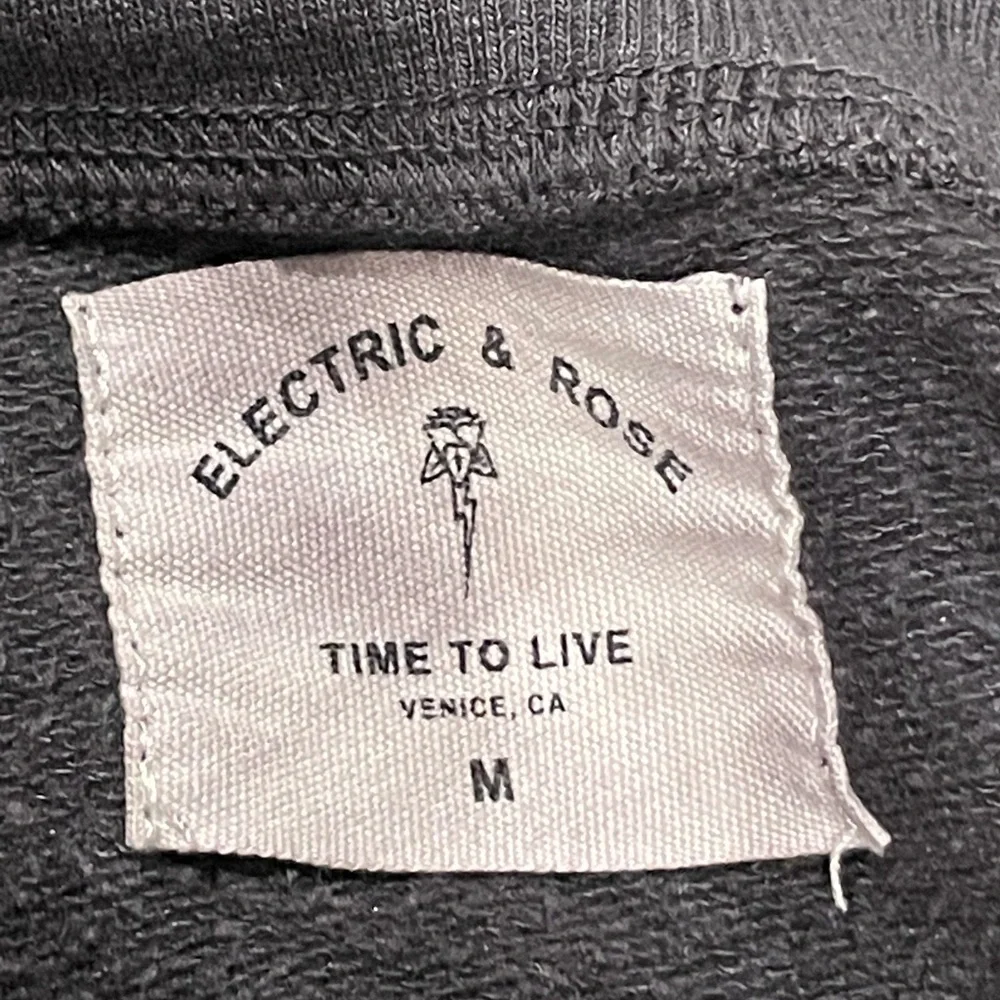 ELECTRIC & ROSE
TIME TO LIVE
VENICE, CA
M